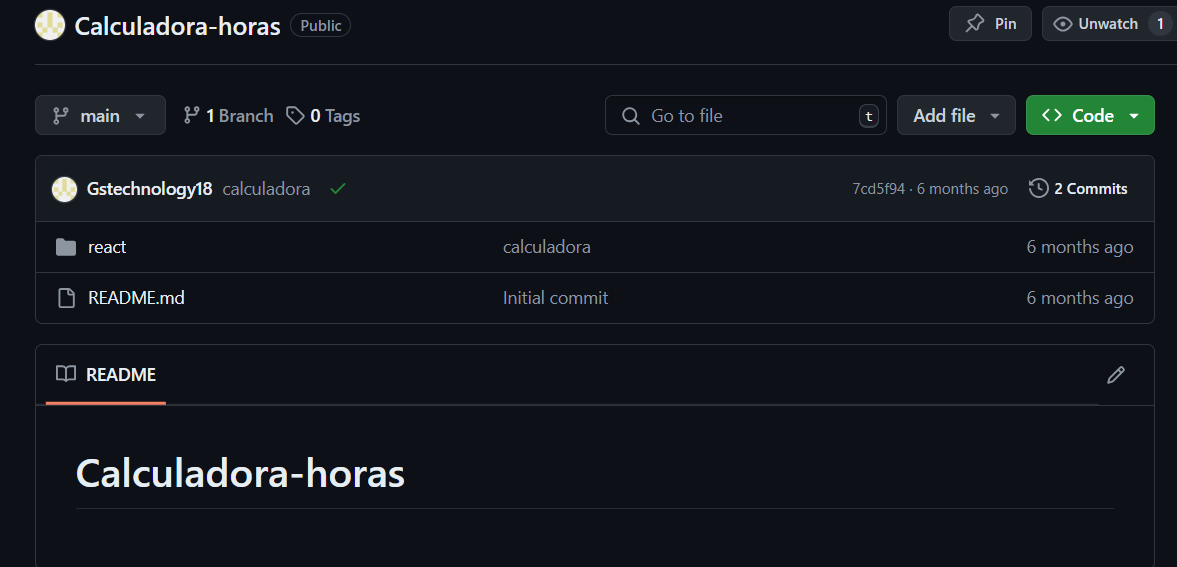 Calculadora-horas Public Pin Unwatch 1
main 1 Branch 0 Tags Go to file t Add file Code
Gstechnology18 calculadora 7cd5f94 · 6 months ago 2 Commits
react calculadora 6 months ago
README.md Initial commit 6 months ago
README
Calculadora-horas